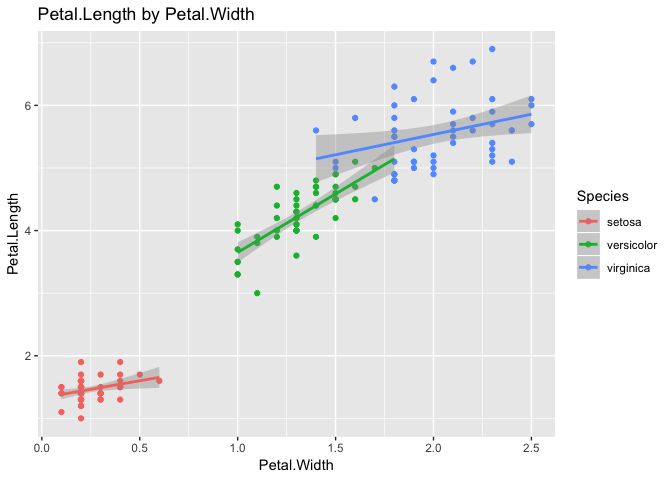 Petal.Length by Petal.Width
Petal.Length
6
4
2
0.0 0.5 1.0 1.5 2.0 2.5
Petal.Width
Species
setosa
versicolor
virginica